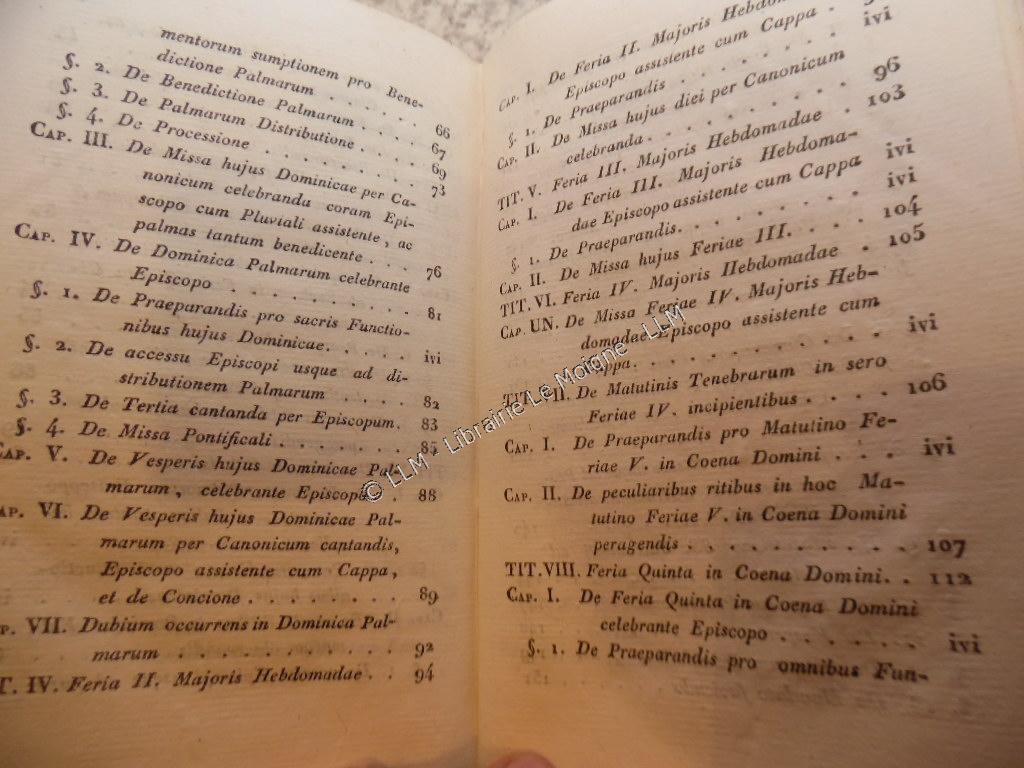 mentorum sumptionem pro Bene-
dictione Palmarum . . . . .
§. 2. De Benedictione Palmarum . . . . 66
§. 3. De Palmarum Distributione . . . . 67
§. 4. De Processione . . . . . . . . 69
CAP. III. De Missa hujus Dominicae per Ca- 73
nonicum celebranda coram Epi-
scopo cum Pluviali assistente, ac
palmas tantum benedicente . . . 76
CAP. IV. De Dominica Palmarum celebrante
Episcopo . . . . . . . . . 81
§. 1. De Praeparandis pro sacris Functio-
nibus hujus Dominicae. . . . . ivi
§. 2. De accessu Episcopi usque ad di-
stributionem Palmarum . . . . 82
§. 3. De Tertia cantanda per Episcopum. 83
§. 4. De Missa Pontificali . . . . . . 85
CAP. V. De Vesperis hujus Dominicae Pal-
marum, celebrante Episcopo . 88
AP. VI. De Vesperis hujus Dominicae Pal-
marum per Canonicum cantandis,
Episcopo assistente cum Cappa,
et de Concione . . . . . . . . 89
P. VII. Dubium occurrens in Dominica Pal-
marum . . . . . . . . . . 92
T. IV. Feria II. Majoris Hebdomadae . . 94
CAP. I. De Feria II. Majoris Hebdoma-
Episcopo assistente cum Cappa . ivi
§. 1. De Praeparandis . . . . . . ivi
CAP. II. De Missa hujus diei per Canonicum
celebranda. . . . . . . . . 96
TIT. V. Feria III. Majoris Hebdomadae . 103
CAP. I. De Feria III. Majoris Hebdoma-
dae Episcopo assistente cum Cappa ivi
§. 1. De Praeparandis. . . . . . . ivi
CAP. II. De Missa hujus Feriae III. . . . 104
TIT. VI. Feria IV. Majoris Hebdomadae . 105
CAP. UN. De Missa Feriae IV. Majoris Heb-
domadae Episcopo assistente cum
Cappa. . . . . . . . . . . ivi
De Matutinis Tenebrarum in sero
Feriae IV. incipientibus . . . . 106
CAP. I. De Praeparandis pro Matutino Fe-
riae V. in Coena Domini . . . ivi
CAP. II. De peculiaribus ritibus in hoc Ma-
tutino Feriae V. in Coena Domini
peragendis . . . . . . . . . 107
TIT. VIII. Feria Quinta in Coena Domini. . 112
CAP. I. De Feria Quinta in Coena Domini
celebrante Episcopo . . . . . . ivi
§. 1. De Praeparandis pro omnibus Fun-
© LLM Librairie Le Moigne LLM